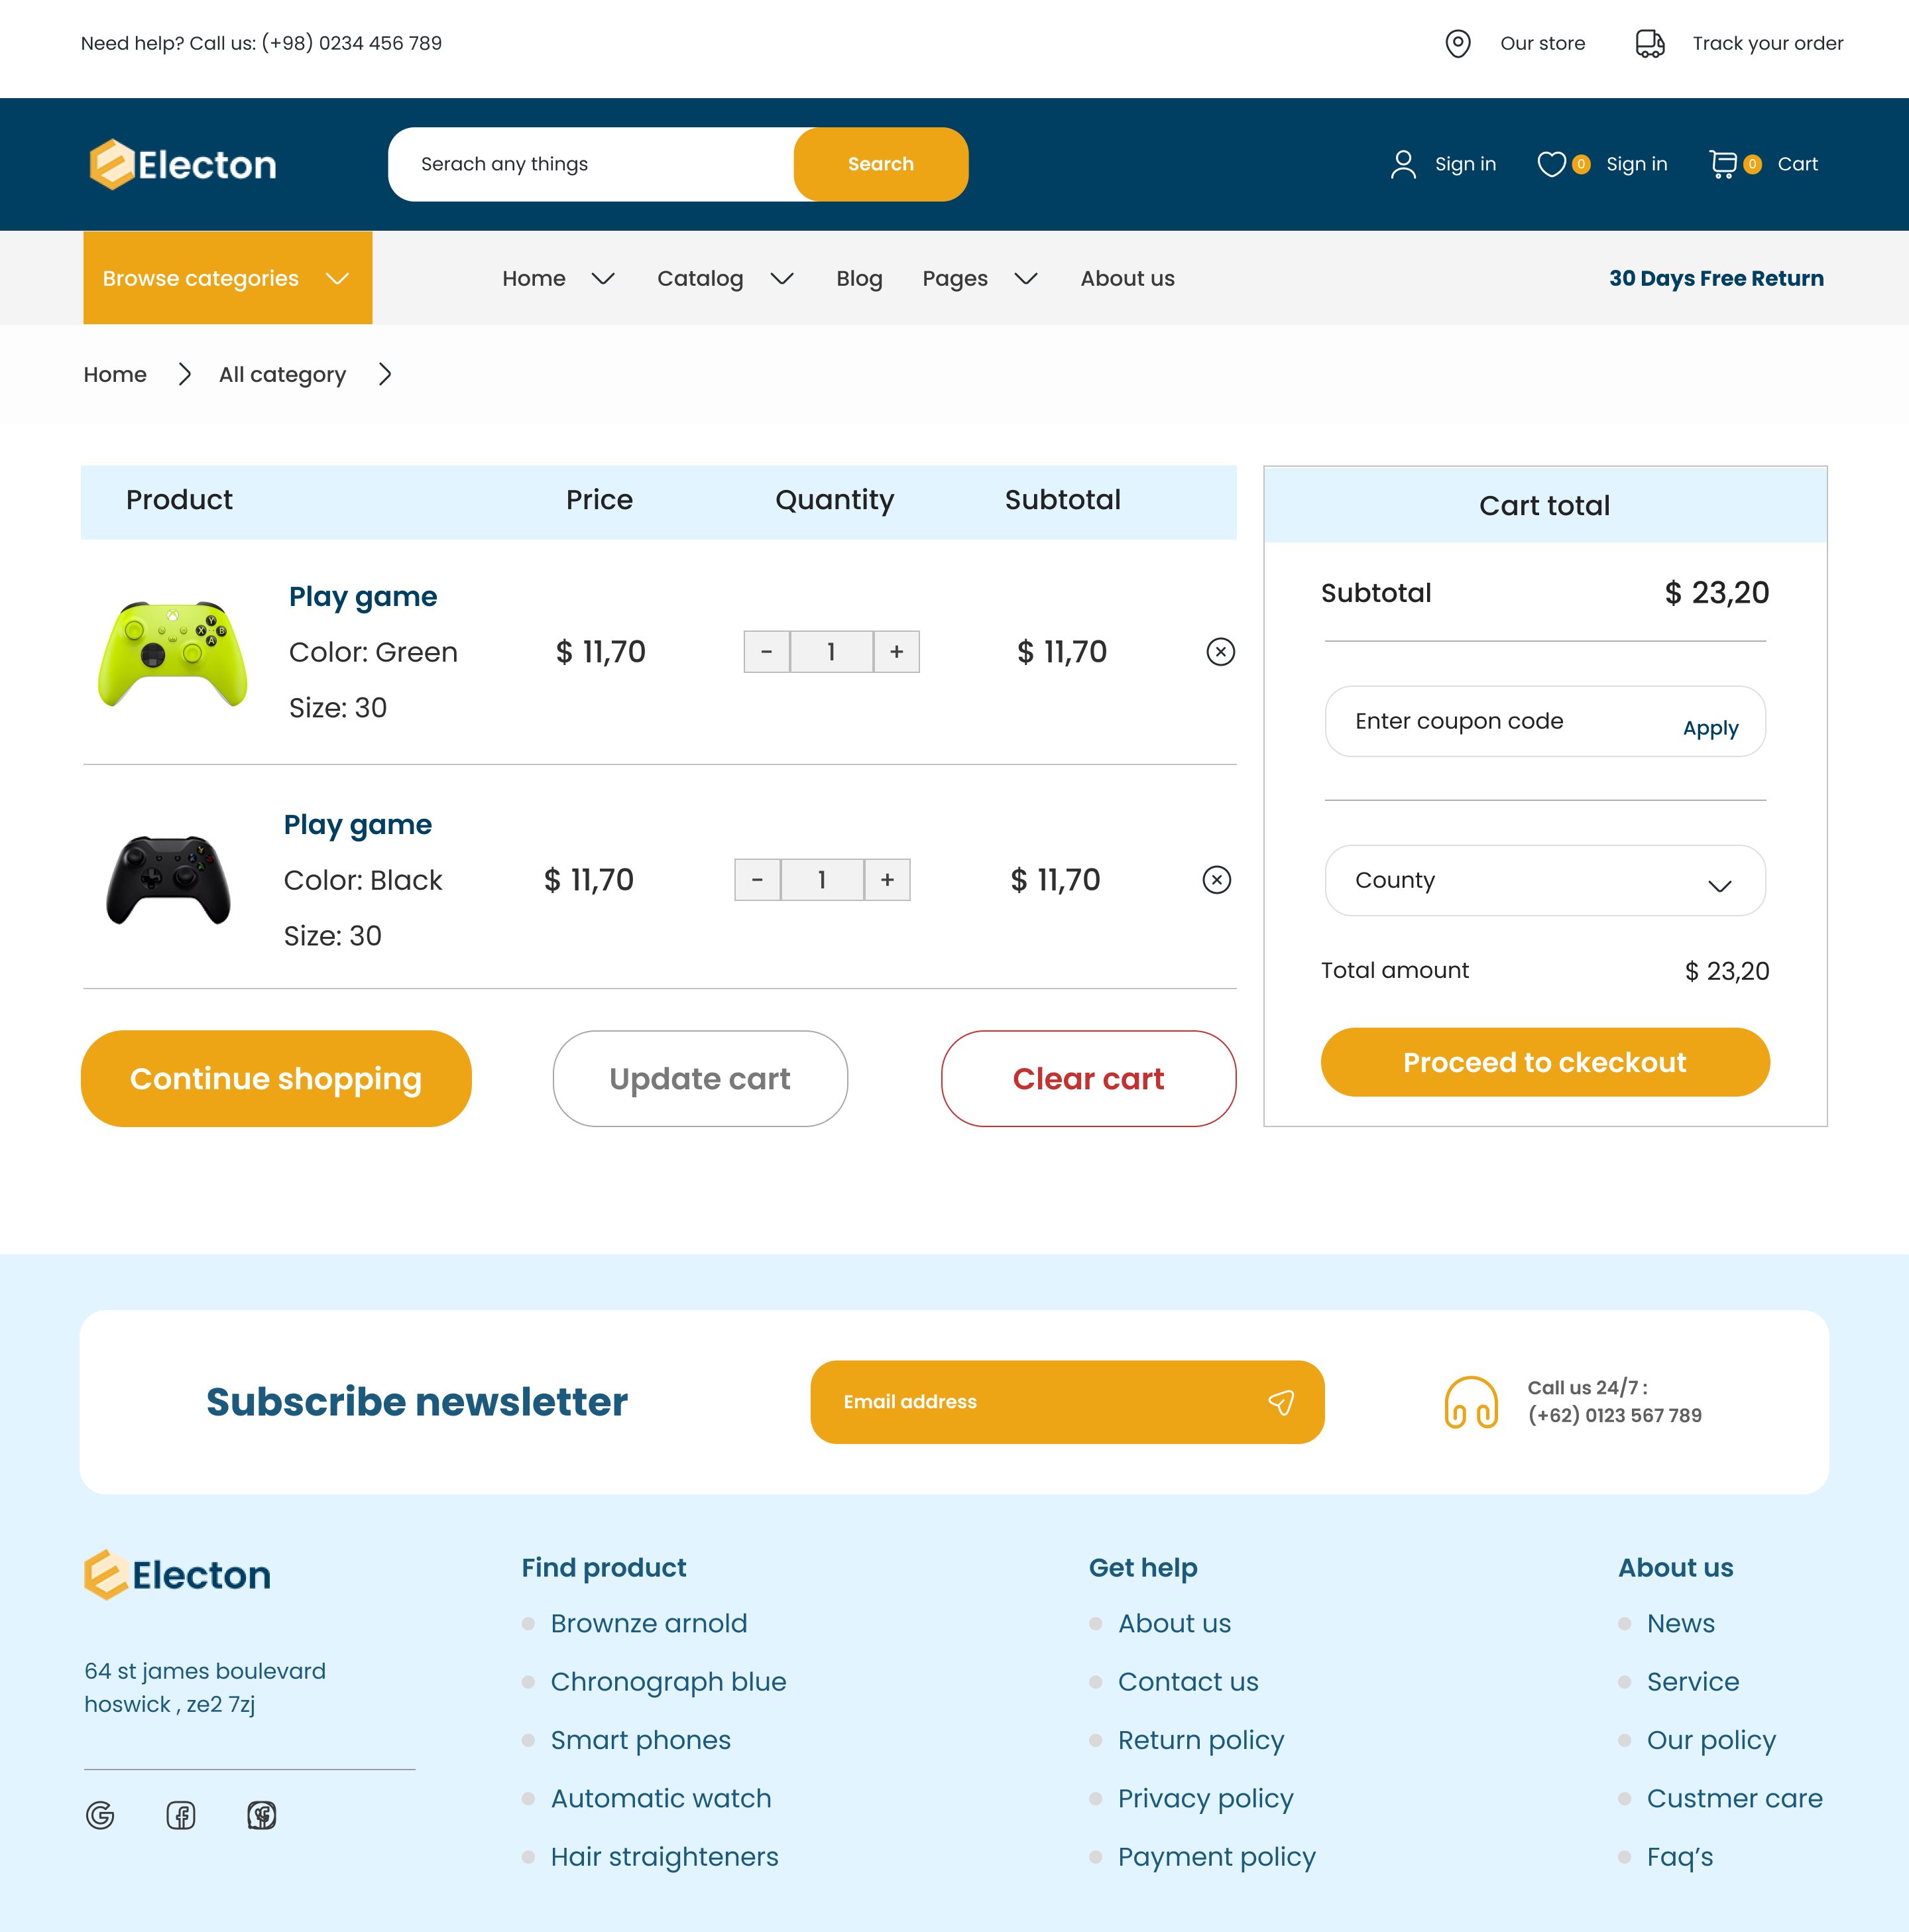 Need help? Call us: (+98) 0234 456 789
Our store
Track your order
Electon
Serach any things
Search
Sign in
0
Sign in
0
Cart
Browse categories
Home
Catalog
Blog
Pages
About us
30 Days Free Return
Home
All category
Product
Price
Quantity
Subtotal
Play game
Color: Green
Size: 30
$ 11,70
-
1
+
$ 11,70
Y
X
B
A
Play game
Color: Black
Size: 30
$ 11,70
-
1
+
$ 11,70
Continue shopping
Update cart
Clear cart
Cart total
Subtotal
$ 23,20
Enter coupon code
Apply
County
Total amount
$ 23,20
Proceed to ckeckout
Subscribe newsletter
Email address
Call us 24/7 :
(+62) 0123 567 789
Electon
64 st james boulevard
hoswick , ze2 7zj
Find product
Brownze arnold
Chronograph blue
Smart phones
Automatic watch
Hair straighteners
Get help
About us
Contact us
Return policy
Privacy policy
Payment policy
About us
News
Service
Our policy
Custmer care
Faq’s